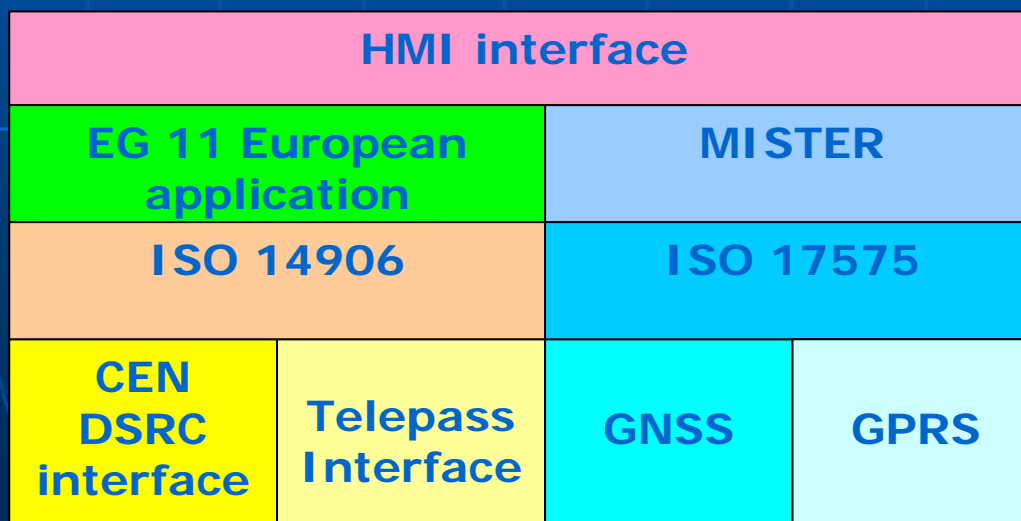 HMI interface
EG 11 European
application
MISTER
ISO 14906
ISO 17575
CEN
DSRC
interface
Telepass
Interface
GNSS
GPRS